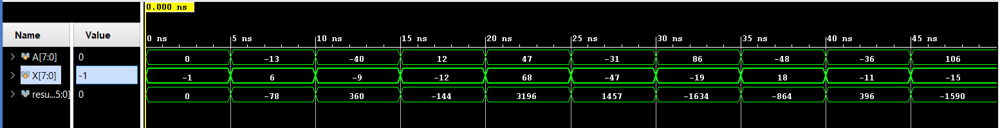 0.000 ns
Name Value
0 ns 5 ns 10 ns 15 ns 20 ns 25 ns 30 ns 35 ns 40 ns 45 ns
A[7:0] 0 0 -13 -40 12 47 -31 86 -48 -36 106
X[7:0] -1 -1 6 -9 -12 68 -47 -19 18 -11 -15
resu...5:0] 0 0 -78 360 -144 3196 1457 -1634 -864 396 -1590